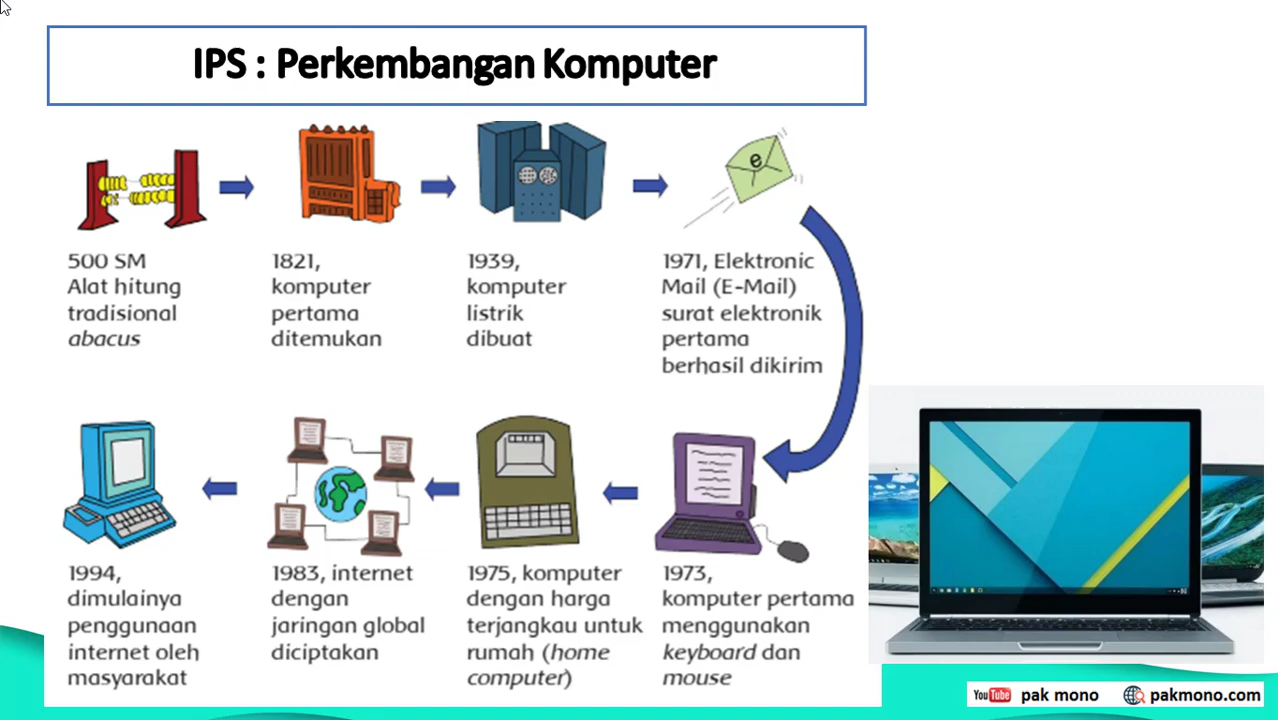 IPS : Perkembangan Komputer
e
500 SM
Alat hitung
tradisional
abacus
1821,
komputer
pertama
ditemukan
1939,
komputer
listrik
dibuat
1971, Elektronic
Mail (E-Mail)
surat elektronik
pertama
berhasil dikirim
1973,
komputer pertama
menggunakan
keyboard dan
mouse
1975, komputer
dengan harga
terjangkau untuk
rumah (home
computer)
1983, internet
dengan
jaringan global
diciptakan
1994,
dimulainya
penggunaan
internet oleh
masyarakat
YouTube pak mono pakmono.com